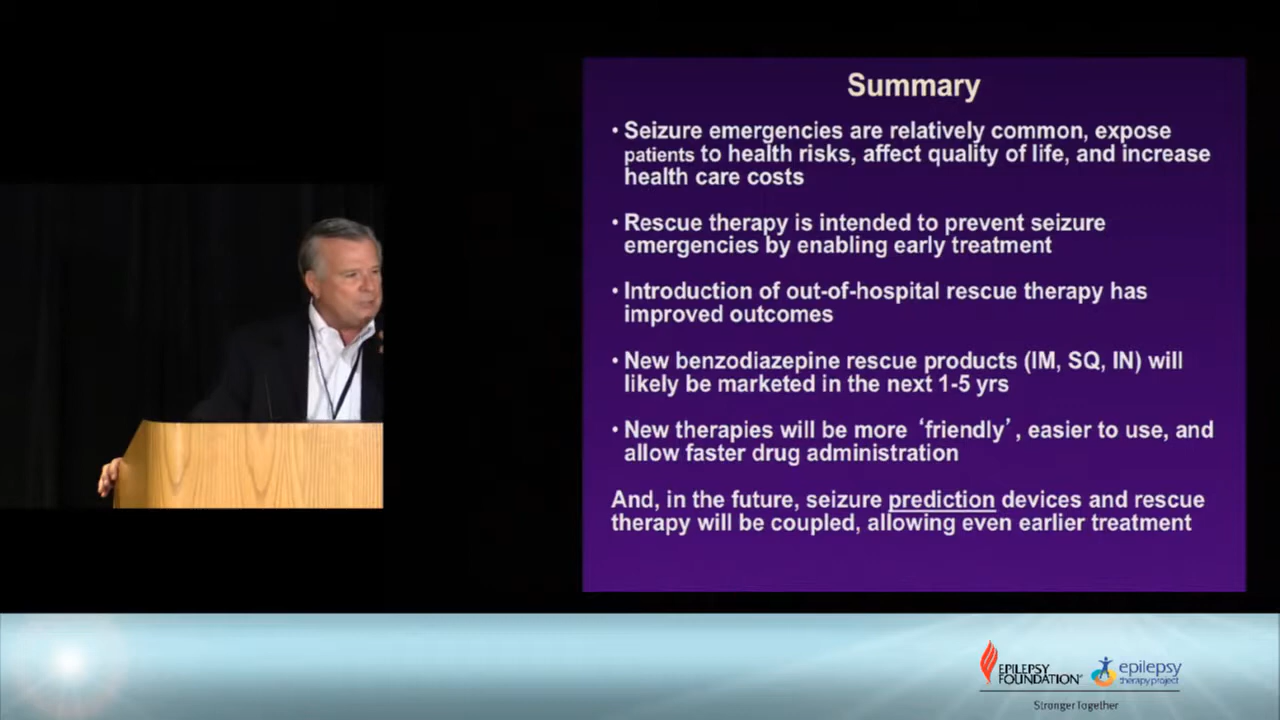 Summary
• Seizure emergencies are relatively common, expose
patients to health risks, affect quality of life, and increase
health care costs
• Rescue therapy is intended to prevent seizure
emergencies by enabling early treatment
• Introduction of out-of-hospital rescue therapy has
improved outcomes
• New benzodiazepine rescue products (IM, SQ, IN) will
likely be marketed in the next 1-5 yrs
• New therapies will be more ‘friendly’, easier to use, and
allow faster drug administration
And, in the future, seizure prediction devices and rescue
therapy will be coupled, allowing even earlier treatment
EPILEPSY
FOUNDATION
epilepsy
therapy project
Stronger Together